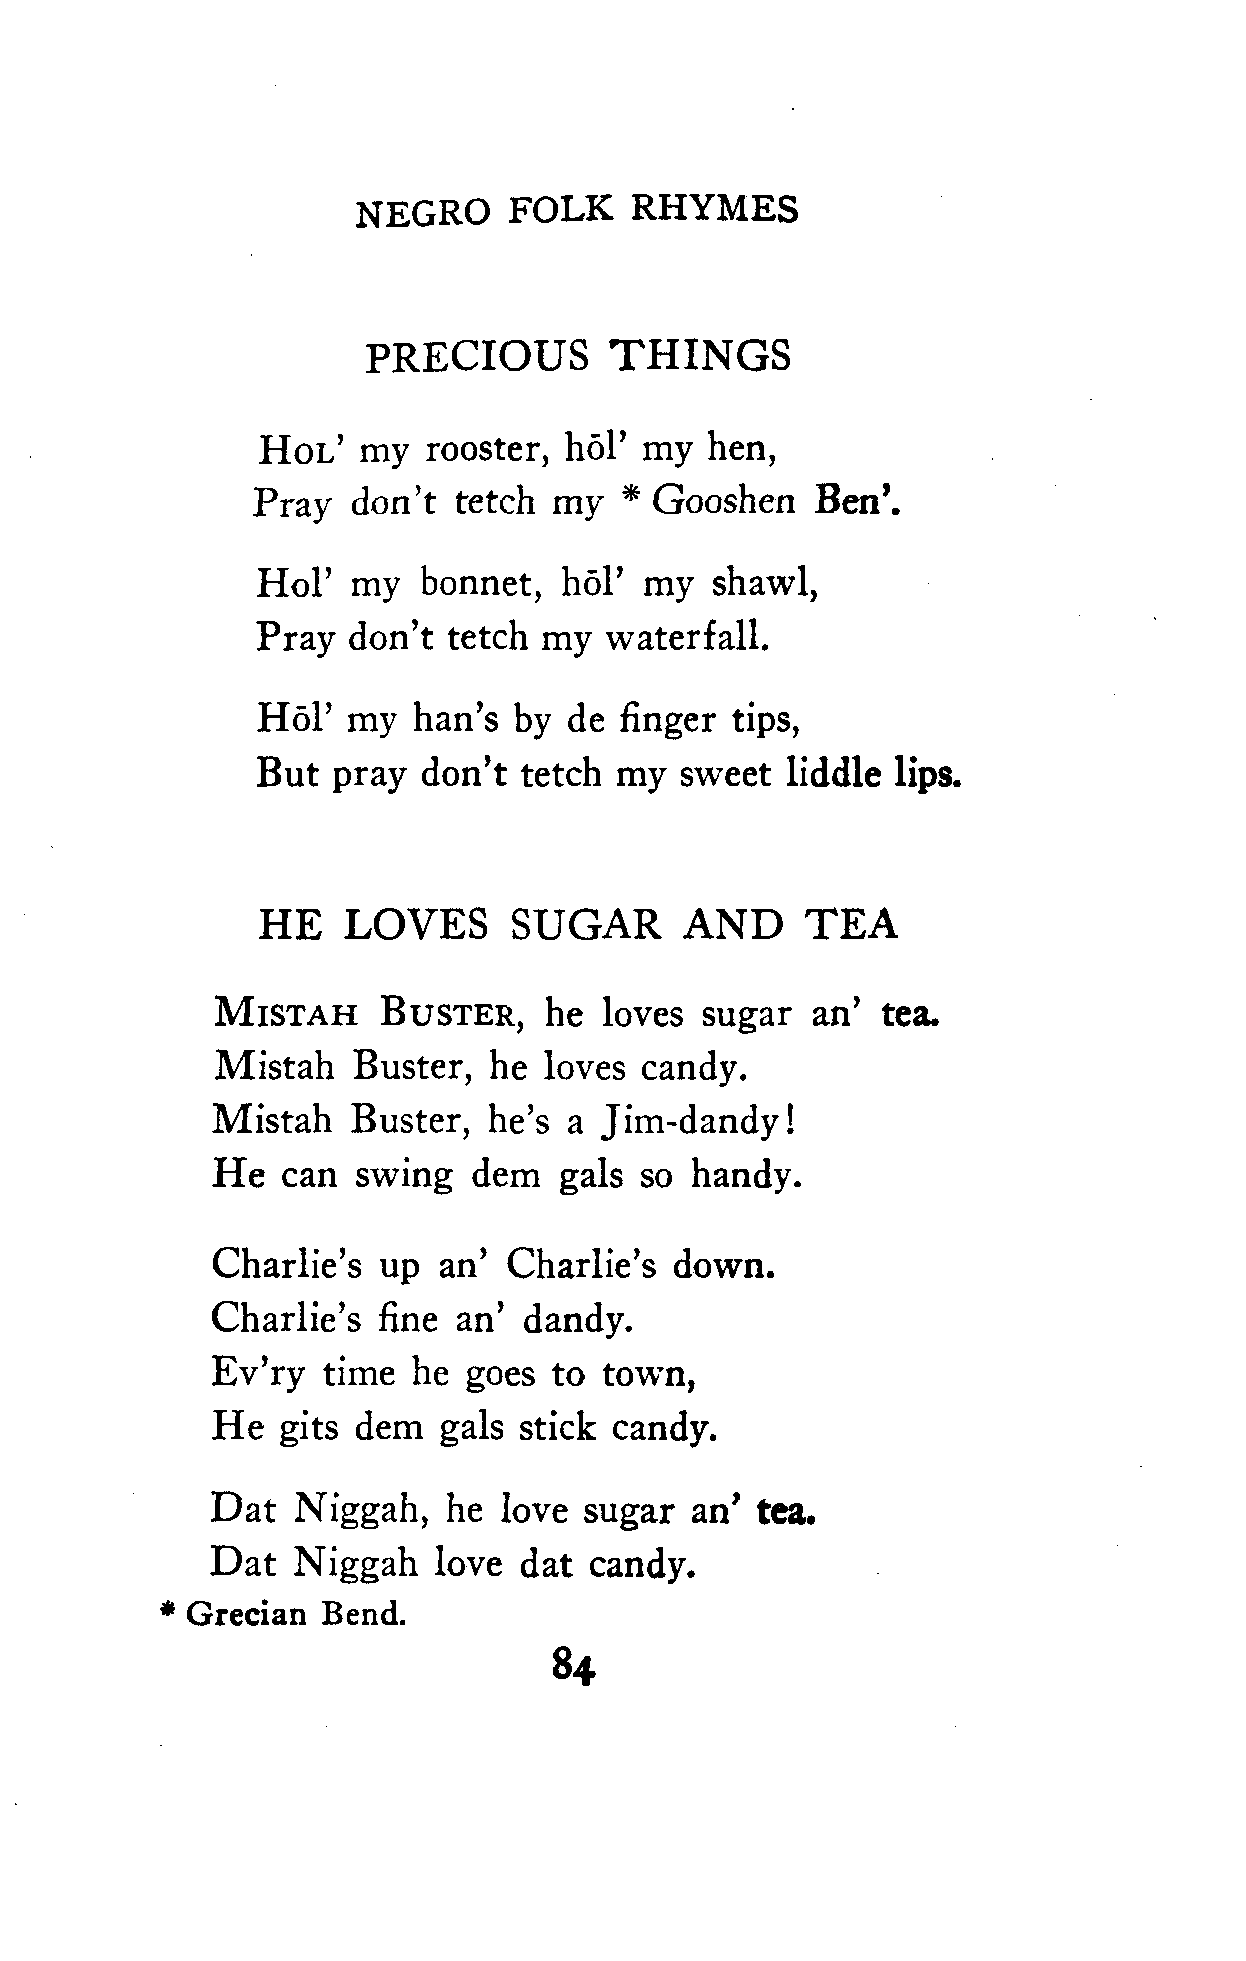 NEGRO FOLK RHYMES
PRECIOUS THINGS
HOL' my rooster, hōl' my hen,
Pray don't tetch my * Gooshen Ben'.
Hol' my bonnet, hōl' my shawl,
Pray don't tetch my waterfall.
Hōl' my han's by de finger tips,
But pray don't tetch my sweet liddle lips.
HE LOVES SUGAR AND TEA
MISTAH BUSTER, he loves sugar an' tea.
Mistah Buster, he loves candy.
Mistah Buster, he's a Jim-dandy!
He can swing dem gals so handy.
Charlie's up an' Charlie's down.
Charlie's fine an' dandy.
Ev'ry time he goes to town,
He gits dem gals stick candy.
Dat Niggah, he love sugar an' tea.
Dat Niggah love dat candy.
* Grecian Bend.
84